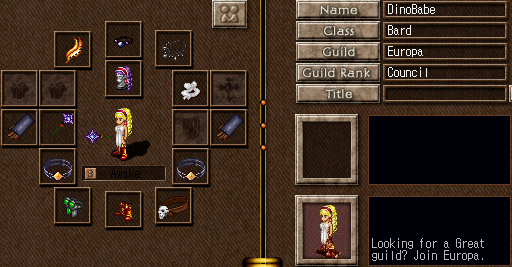 Name DinoBabe
Class Bard
Guild Europa
Guild Rank Council
Title
Awake
Looking for a Great
guild? Join Europa.